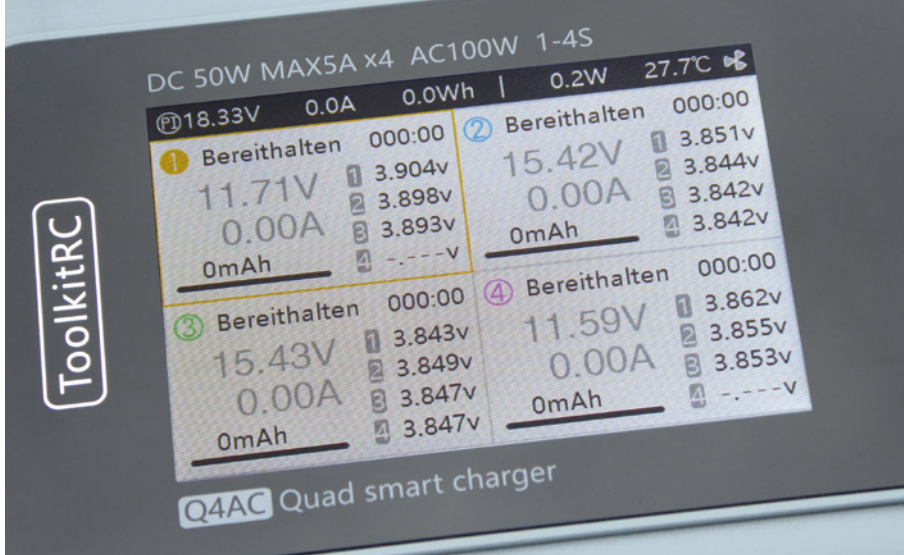 DC 50W MAX5A x4 AC100W 1-4S
PD 18.33V 0.0A 0.0Wh | 0.2W 27.7℃
1 Bereithalten 000:00
11.71V
0.00A
0mAh
1 3.904v
2 3.898v
3 3.893v
4 -.---v
2 Bereithalten 000:00
15.42V
0.00A
0mAh
1 3.851v
2 3.844v
3 3.842v
4 3.842v
3 Bereithalten 000:00
15.43V
0.00A
0mAh
1 3.843v
2 3.849v
3 3.847v
4 3.847v
4 Bereithalten 000:00
11.59V
0.00A
0mAh
1 3.862v
2 3.855v
3 3.853v
4 -.---v
ToolkitRC
Q4AC Quad smart charger